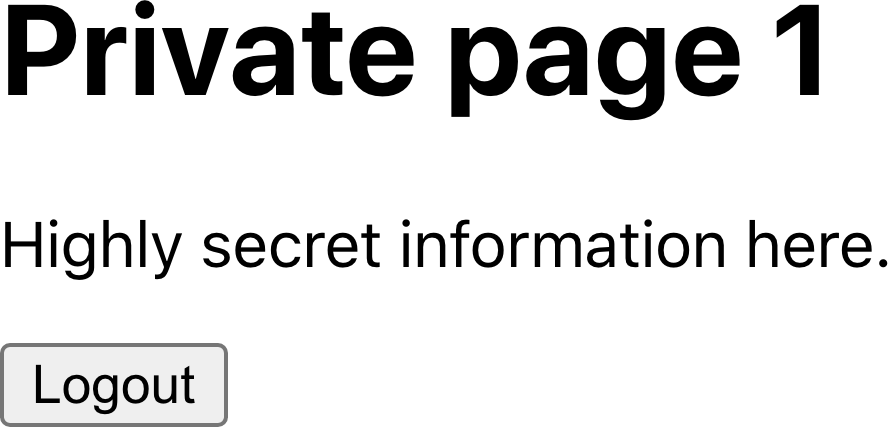 Private page 1
Highly secret information here.
Logout